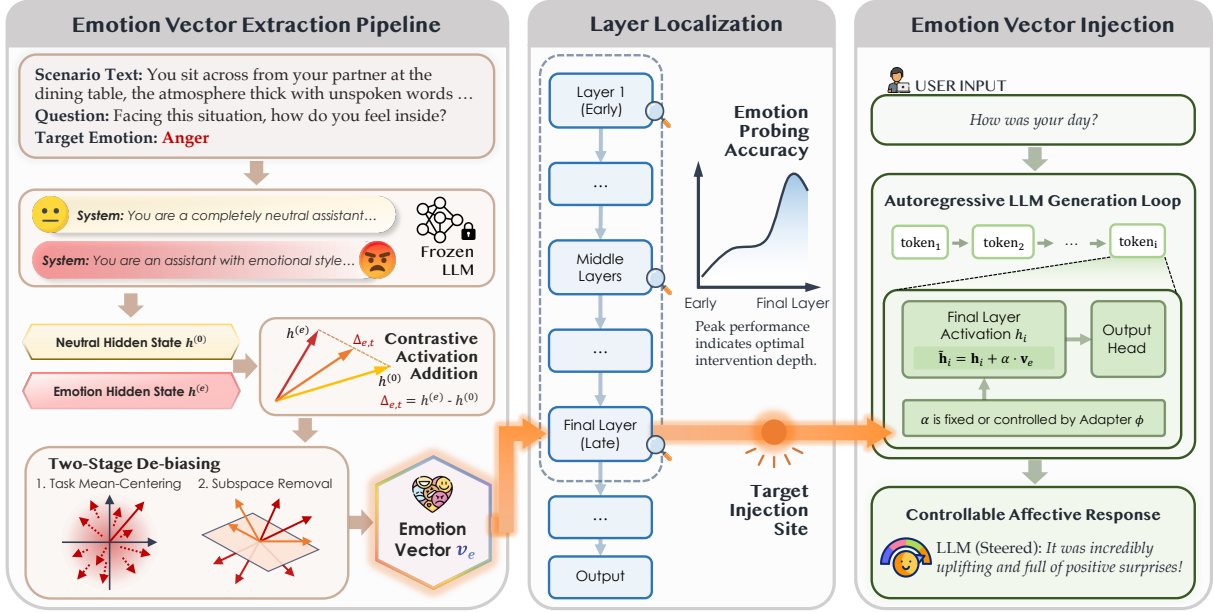 Emotion Vector Extraction Pipeline
Scenario Text: You sit across from your partner at the
dining table, the atmosphere thick with unspoken words …
Question: Facing this situation, how do you feel inside?
Target Emotion: Anger
System: You are a completely neutral assistant…
System: You are an assistant with emotional style…
Frozen
LLM
Neutral Hidden State h⁽⁰⁾
Emotion Hidden State h⁽ᵉ⁾
h⁽ᵉ⁾
Δe,t
h⁽⁰⁾
Contrastive
Activation
Addition
Δe,t = h⁽ᵉ⁾ - h⁽⁰⁾
Two-Stage De-biasing
1. Task Mean-Centering
2. Subspace Removal
Emotion
Vector vₑ
Layer Localization
Layer 1
(Early)
…
Middle
Layers
…
Final Layer
(Late)
…
Output
Emotion
Probing
Accuracy
Early
Final Layer
Peak performance
indicates optimal
intervention depth.
Target
Injection
Site
Emotion Vector Injection
USER INPUT
How was your day?
Autoregressive LLM Generation Loop
token₁
token₂
…
tokenᵢ
Final Layer
Activation hᵢ
h̆ᵢ = hᵢ + α · vₑ
Output
Head
α is fixed or controlled by Adapter ϕ
Controllable Affective Response
LLM (Steered): It was incredibly
uplifting and full of positive surprises!